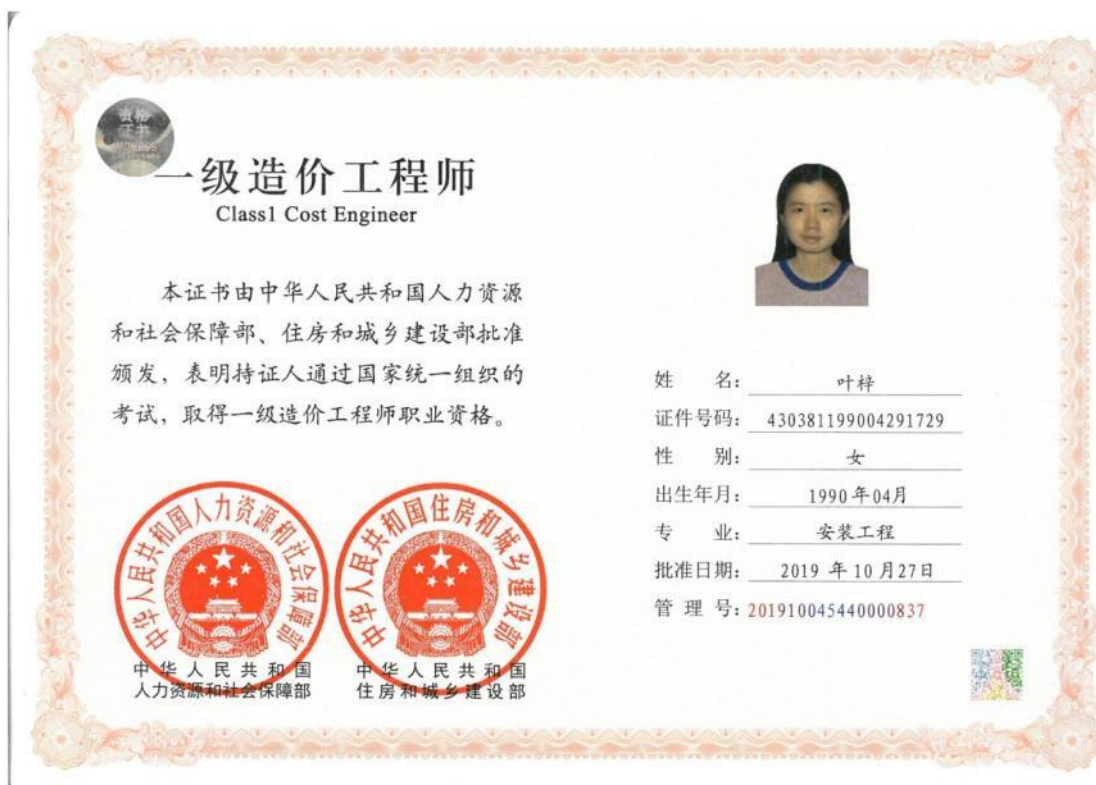 资格
证书
一级造价工程师
Class1 Cost Engineer
本证书由中华人民共和国人力资源
和社会保障部、住房和城乡建设部批准
颁发，表明持证人通过国家统一组织的
考试，取得一级造价工程师职业资格。
中华人民共和国人力资源和社会保障部
中华人民共和国住房和城乡建设部
中华人民共和国
人力资源和社会保障部
中华人民共和国
住房和城乡建设部
姓 名： 叶梓
证件号码： 430381199004291729
性 别： 女
出生年月： 1990年04月
专 业： 安装工程
批准日期： 2019 年 10 月27日
管 理 号：201910045440000837